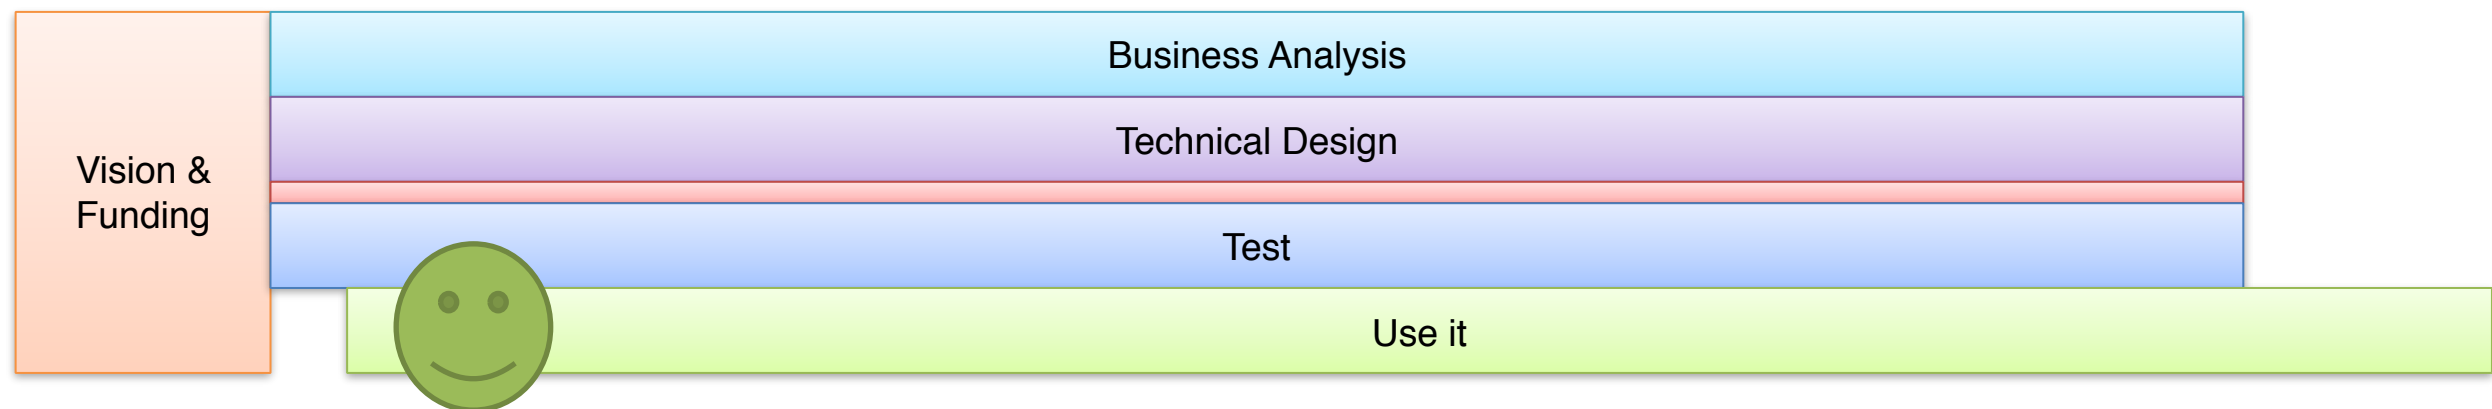 Business Analysis
Technical Design
Vision &
Funding
Test
Use it